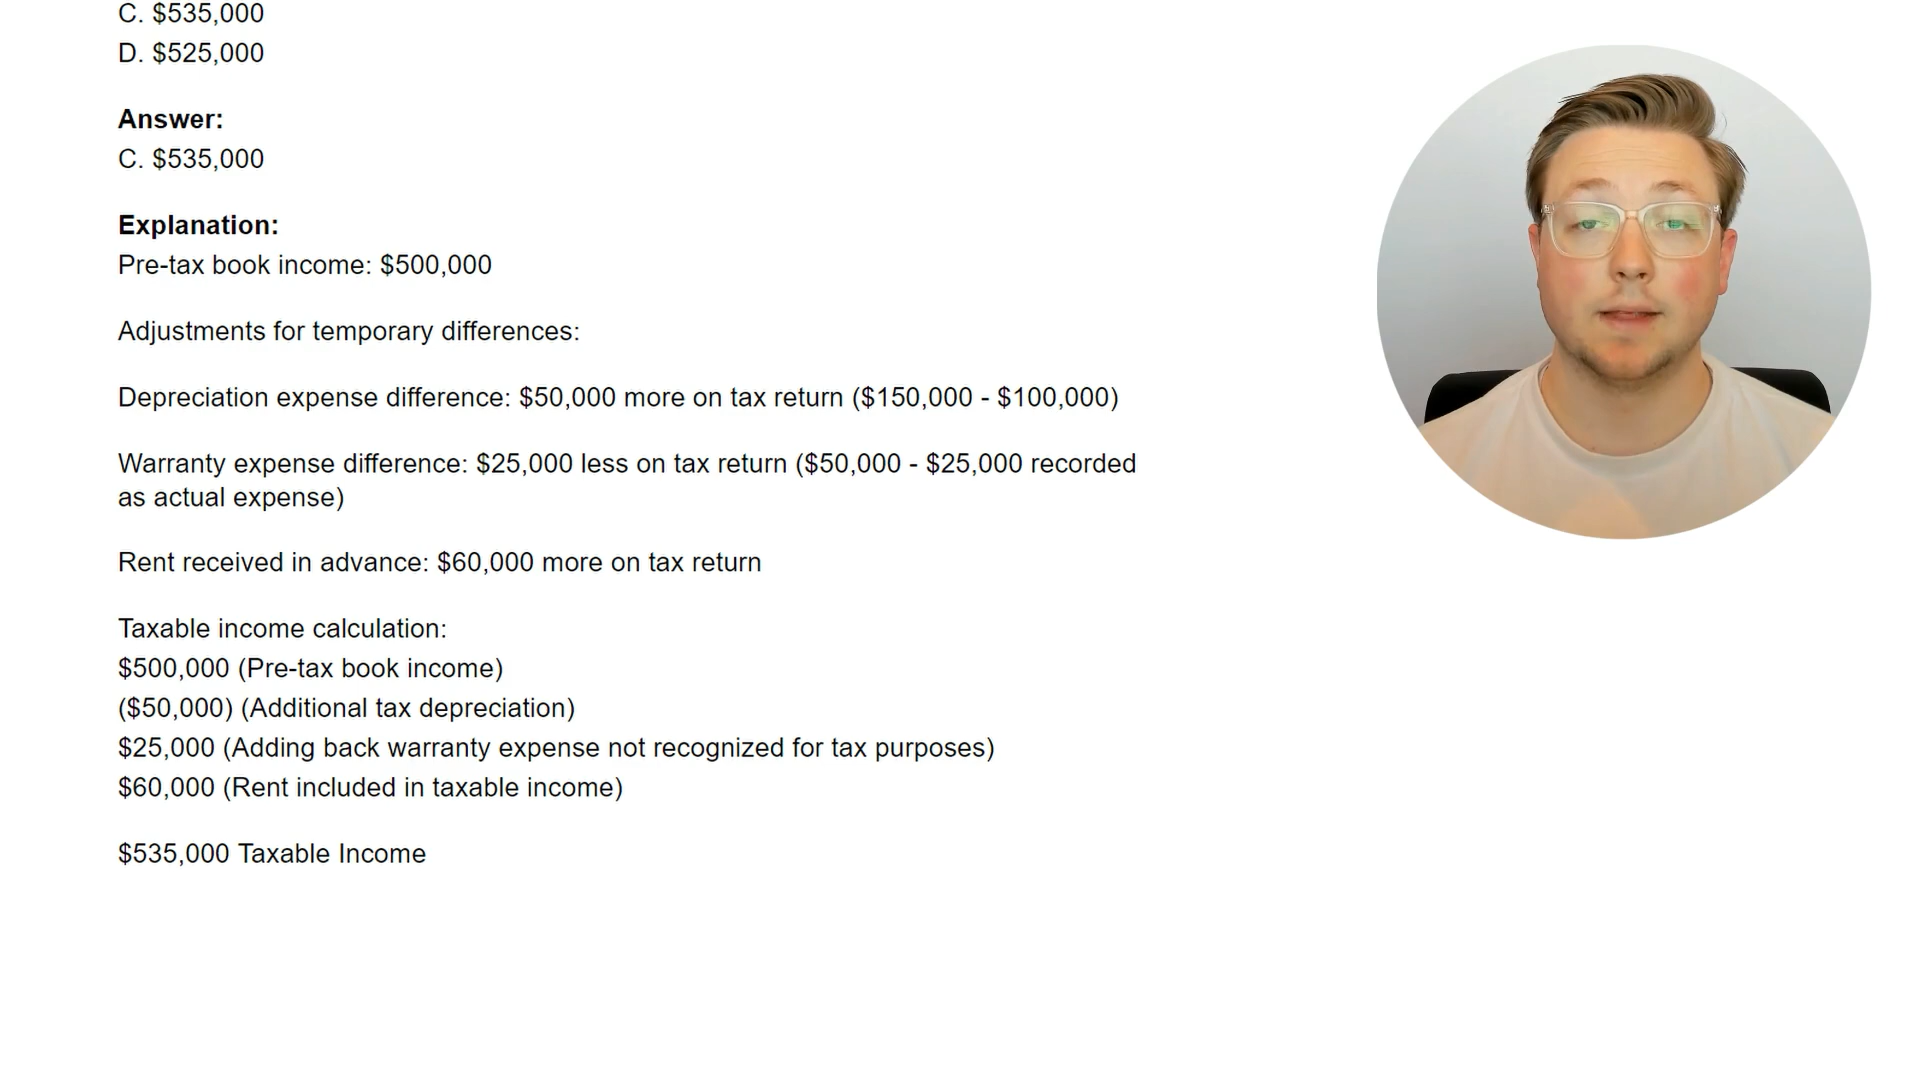 C. $535,000
D. $525,000
Answer:
C. $535,000
Explanation:
Pre-tax book income: $500,000
Adjustments for temporary differences:
Depreciation expense difference: $50,000 more on tax return ($150,000 - $100,000)
Warranty expense difference: $25,000 less on tax return ($50,000 - $25,000 recorded
as actual expense)
Rent received in advance: $60,000 more on tax return
Taxable income calculation:
$500,000 (Pre-tax book income)
($50,000) (Additional tax depreciation)
$25,000 (Adding back warranty expense not recognized for tax purposes)
$60,000 (Rent included in taxable income)
$535,000 Taxable Income